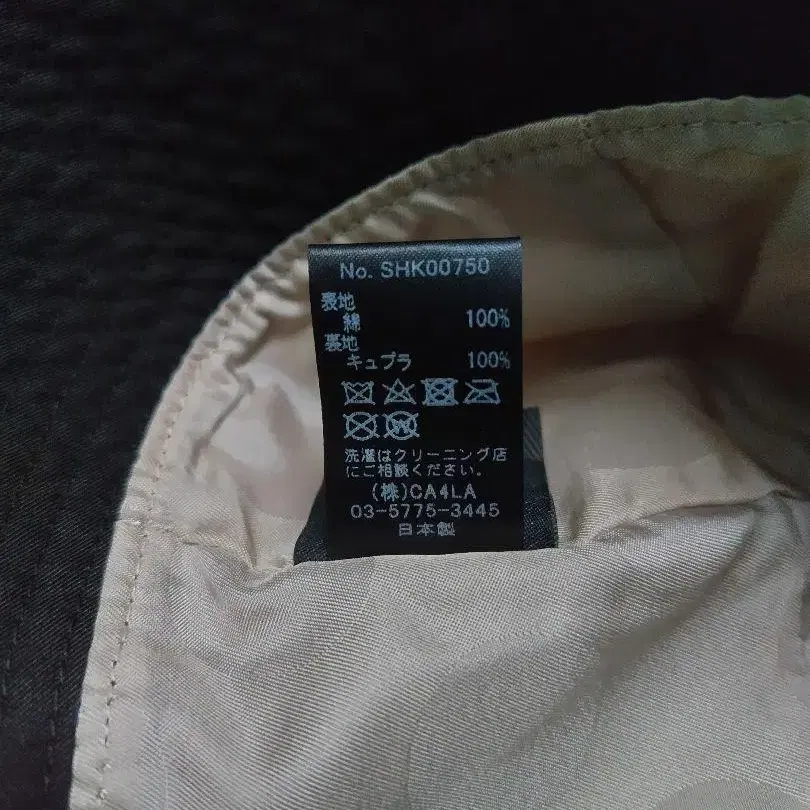 No. SHK00750
表地
綿 100%
裏地
キュプラ 100%
洗濯はクリーニング店
にご相談ください。
(株)CA4LA
03-5775-3445
日本製